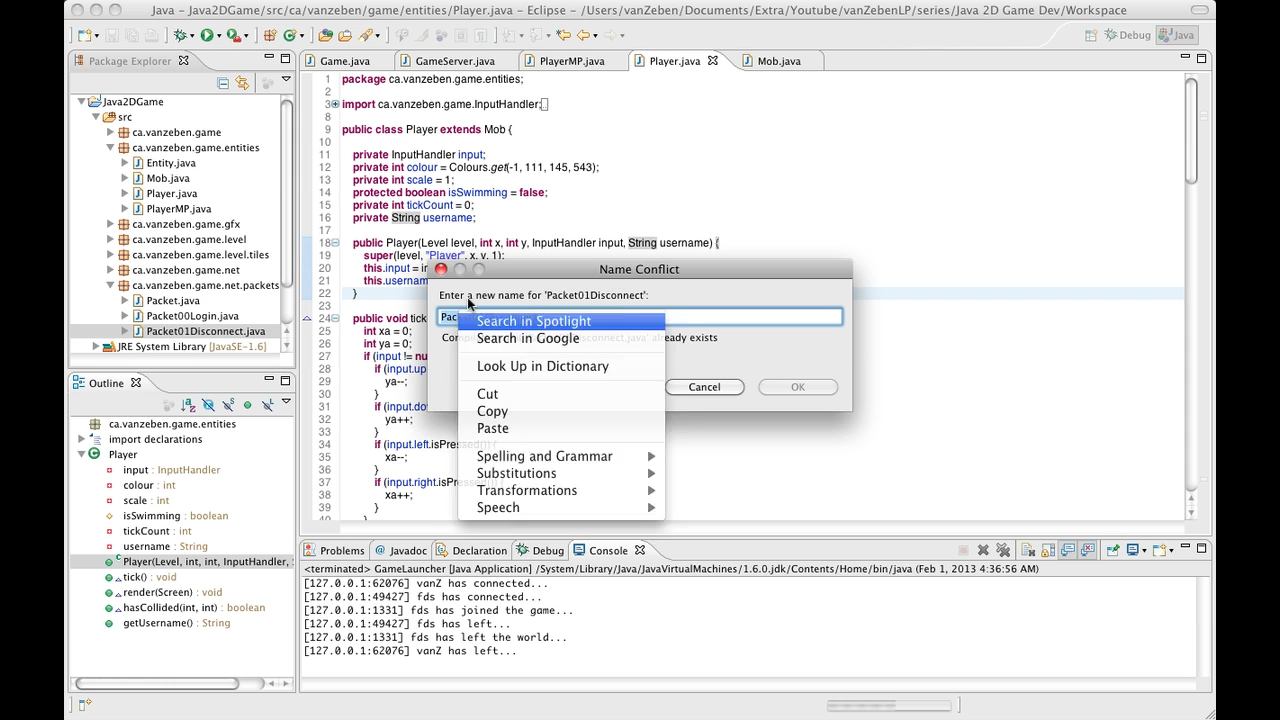 Java – Java2DGame/src/ca/vanzeben/game/entities/Player.java – Eclipse – /Users/vanZeben/Documents/Extra/Youtube/vanZebenLP/series/Java 2D Game Dev/Workspace
Debug
Java
Package Explorer
Java2DGame
src
ca.vanzeben.game
ca.vanzeben.game.entities
Entity.java
Mob.java
Player.java
PlayerMP.java
ca.vanzeben.game.gfx
ca.vanzeben.game.level
ca.vanzeben.game.level.tiles
ca.vanzeben.game.net
ca.vanzeben.game.net.packets
Packet.java
Packet00Login.java
Packet01Disconnect.java
JRE System Library [JavaSE-1.6]
Outline
ca.vanzeben.game.entities
import declarations
Player
input : InputHandler
colour : int
scale : int
isSwimming : boolean
tickCount : int
username : String
Player(Level, int, int, InputHandler,
tick() : void
render(Screen) : void
hasCollided(int, int) : boolean
getUsername() : String
Game.java
GameServer.java
PlayerMP.java
Player.java
Mob.java
1 package ca.vanzeben.game.entities;
2
3 import ca.vanzeben.game.InputHandler;
8
9 public class Player extends Mob {
10
11 private InputHandler input;
12 private int colour = Colours.get(-1, 111, 145, 543);
13 private int scale = 1;
14 protected boolean isSwimming = false;
15 private int tickCount = 0;
16 private String username;
17
18 public Player(Level level, int x, int y, InputHandler input, String username) {
19 super(level, "Player", x, y, 1);
20 this.input = i
21 this.usernam
22 }
23
24 public void tick
25 int xa = 0;
26 int ya = 0;
27 if (input != nu
28 if (input.up
29 ya--;
30 }
31 if (input.do
32 ya++;
33 }
34 if (input.left.isPressed()) {
35 xa--;
36 }
37 if (input.right.isP
38 xa++;
39 }
Name Conflict
Enter a new name for 'Packet01Disconnect':
Pac
already exists
Cancel
OK
Search in Spotlight
Search in Google
Look Up in Dictionary
Cut
Copy
Paste
Spelling and Grammar
Substitutions
Transformations
Speech
Problems
Javadoc
Declaration
Debug
Console
<terminated> GameLauncher [Java Application] /System/Library/Java/JavaVirtualMachines/1.6.0.jdk/Contents/Home/bin/java (Feb 1, 2013 4:36:56 AM)
[127.0.0.1:62076] vanZ has connected...
[127.0.0.1:49427] fds has connected...
[127.0.0.1:1331] fds has joined the game...
[127.0.0.1:49427] fds has left...
[127.0.0.1:1331] fds has left the world...
[127.0.0.1:62076] vanZ has left...